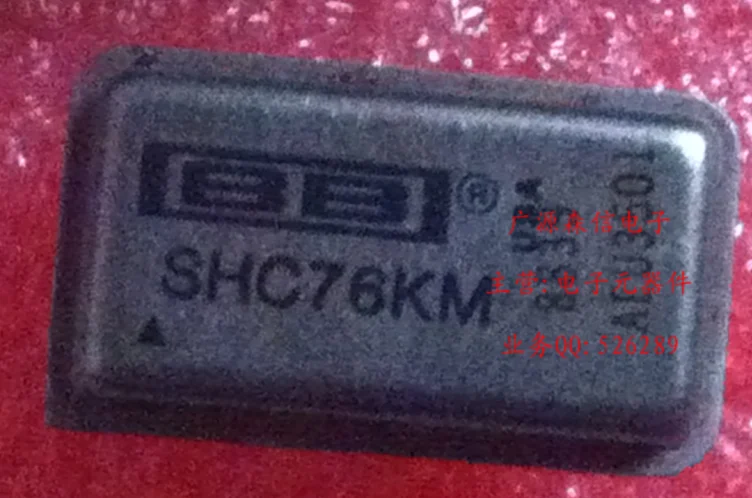 BB®
SHC76KM
USA
广源森信电子
主营:电子元器件
业务QQ:526289